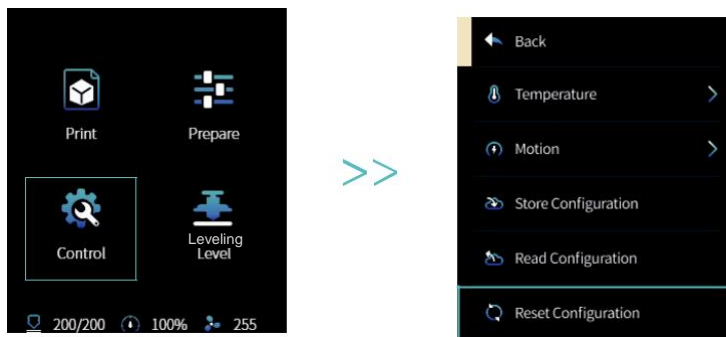 Print
Prepare
Control
Leveling
Level
200/200 100% 255
>>
Back
Temperature
Motion
Store Configuration
Read Configuration
Reset Configuration